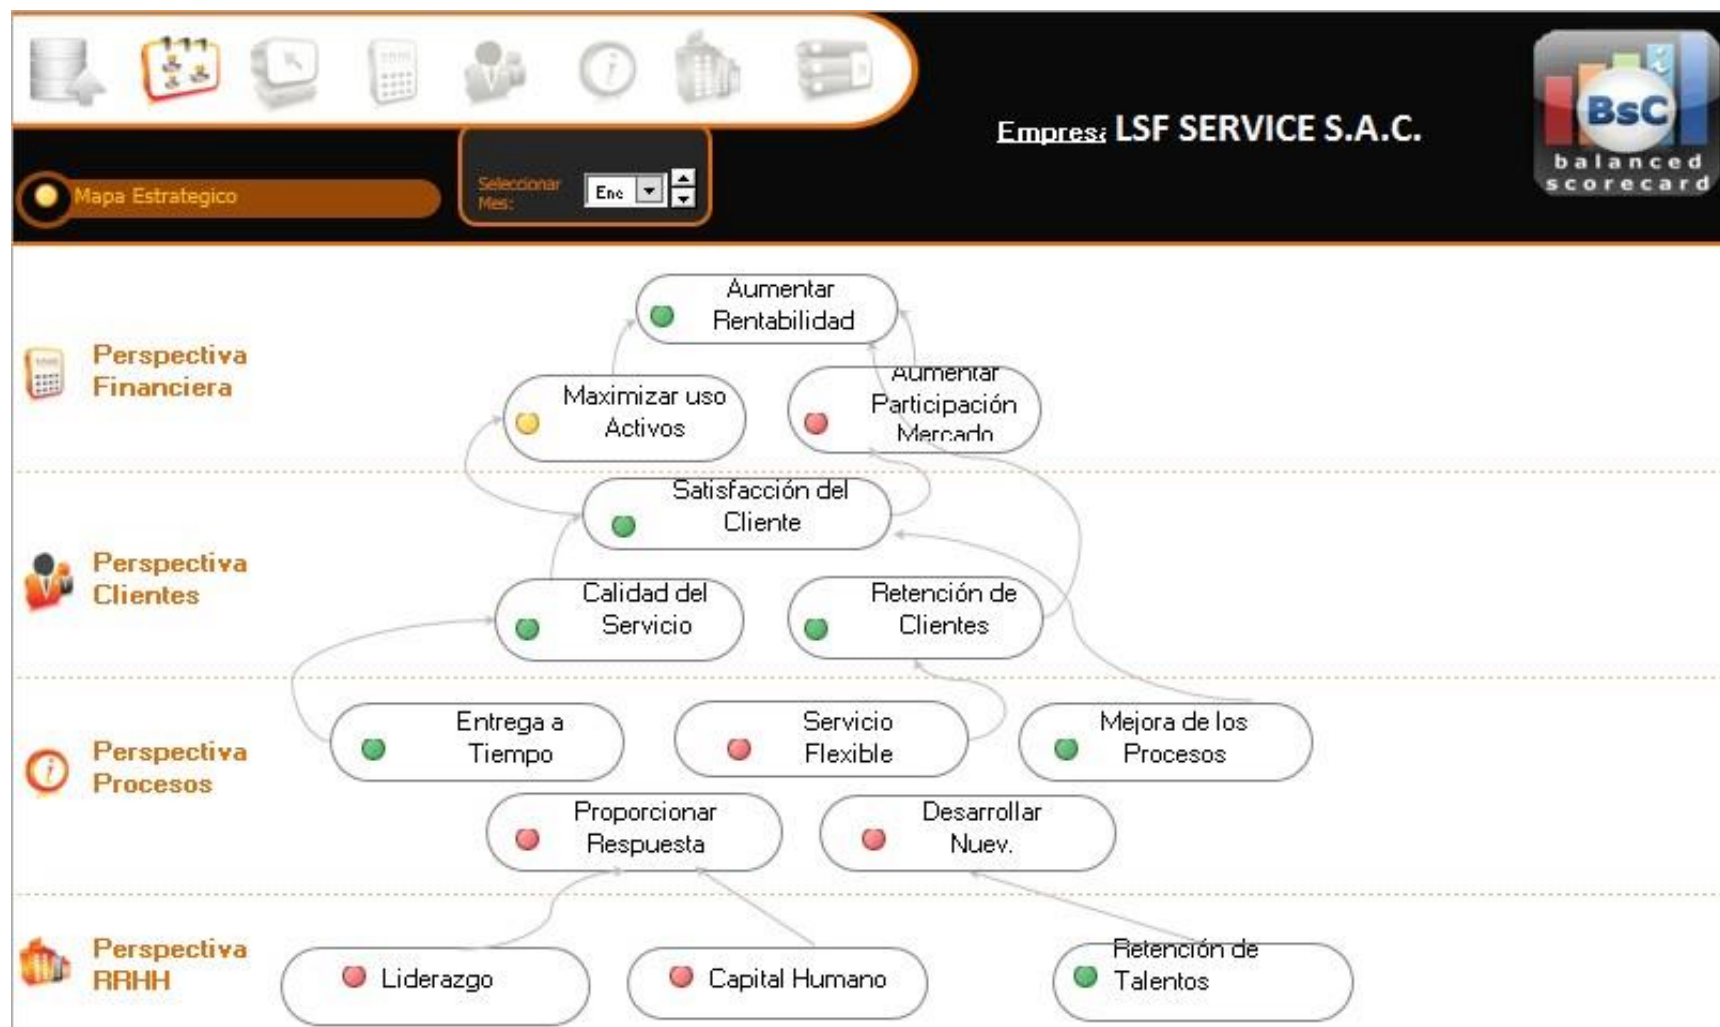 Empresa LSF SERVICE S.A.C.
BsC
balanced
scorecard
Mapa Estrategico
Seleccionar
Mes:
Ene
Aumentar
Rentabilidad
Perspectiva
Financiera
Maximizar uso
Activos
Aumentar
Participación
Mercado
Satisfacción del
Cliente
Perspectiva
Clientes
Calidad del
Servicio
Retención de
Clientes
Entrega a
Tiempo
Servicio
Flexible
Mejora de los
Procesos
Perspectiva
Procesos
Proporcionar
Respuesta
Desarrollar
Nuev.
Perspectiva
RRHH
Liderazgo
Capital Humano
Retención de
Talentos